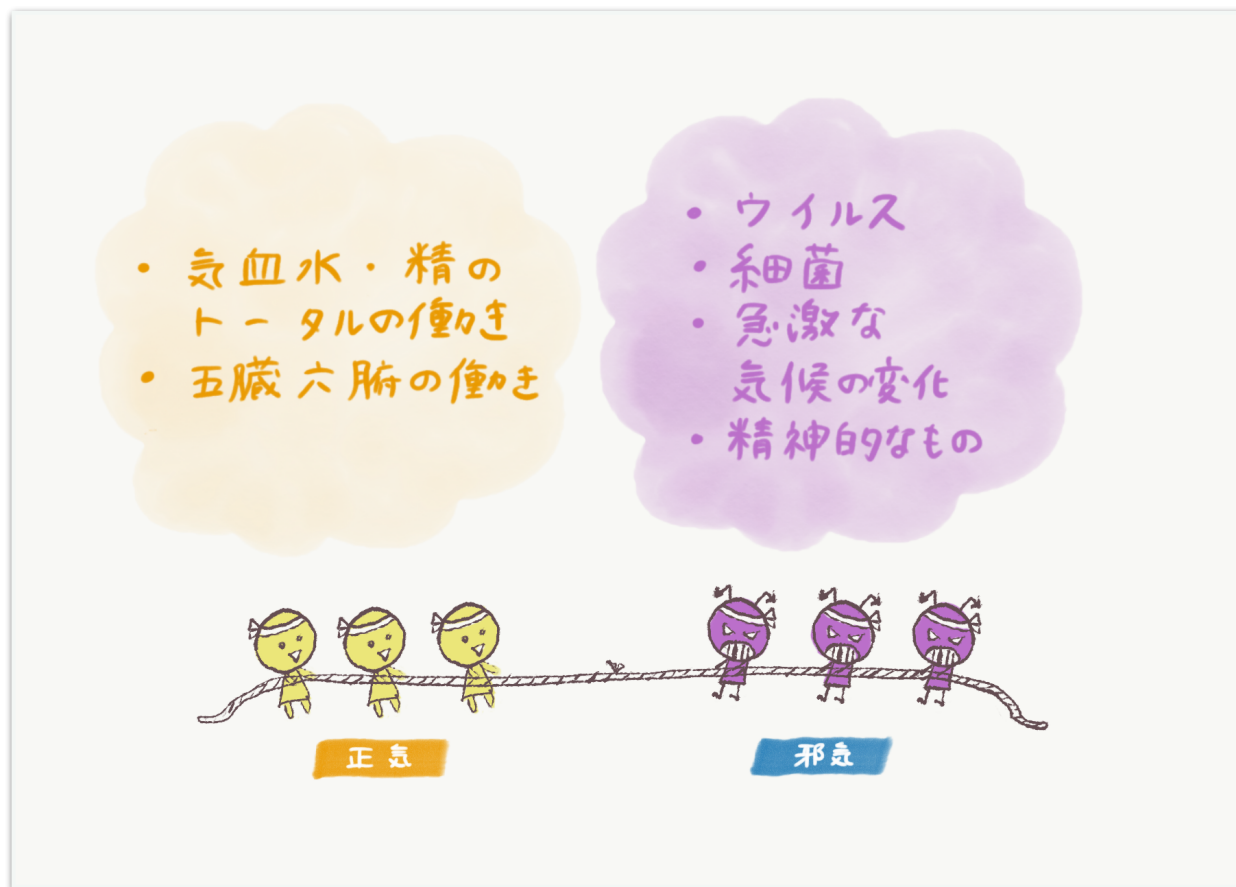 ・気血水・精の
トータルの働き
・五臓六腑の働き
・ウイルス
・細菌
・急激な
気候の変化
・精神的なもの
正気
邪気